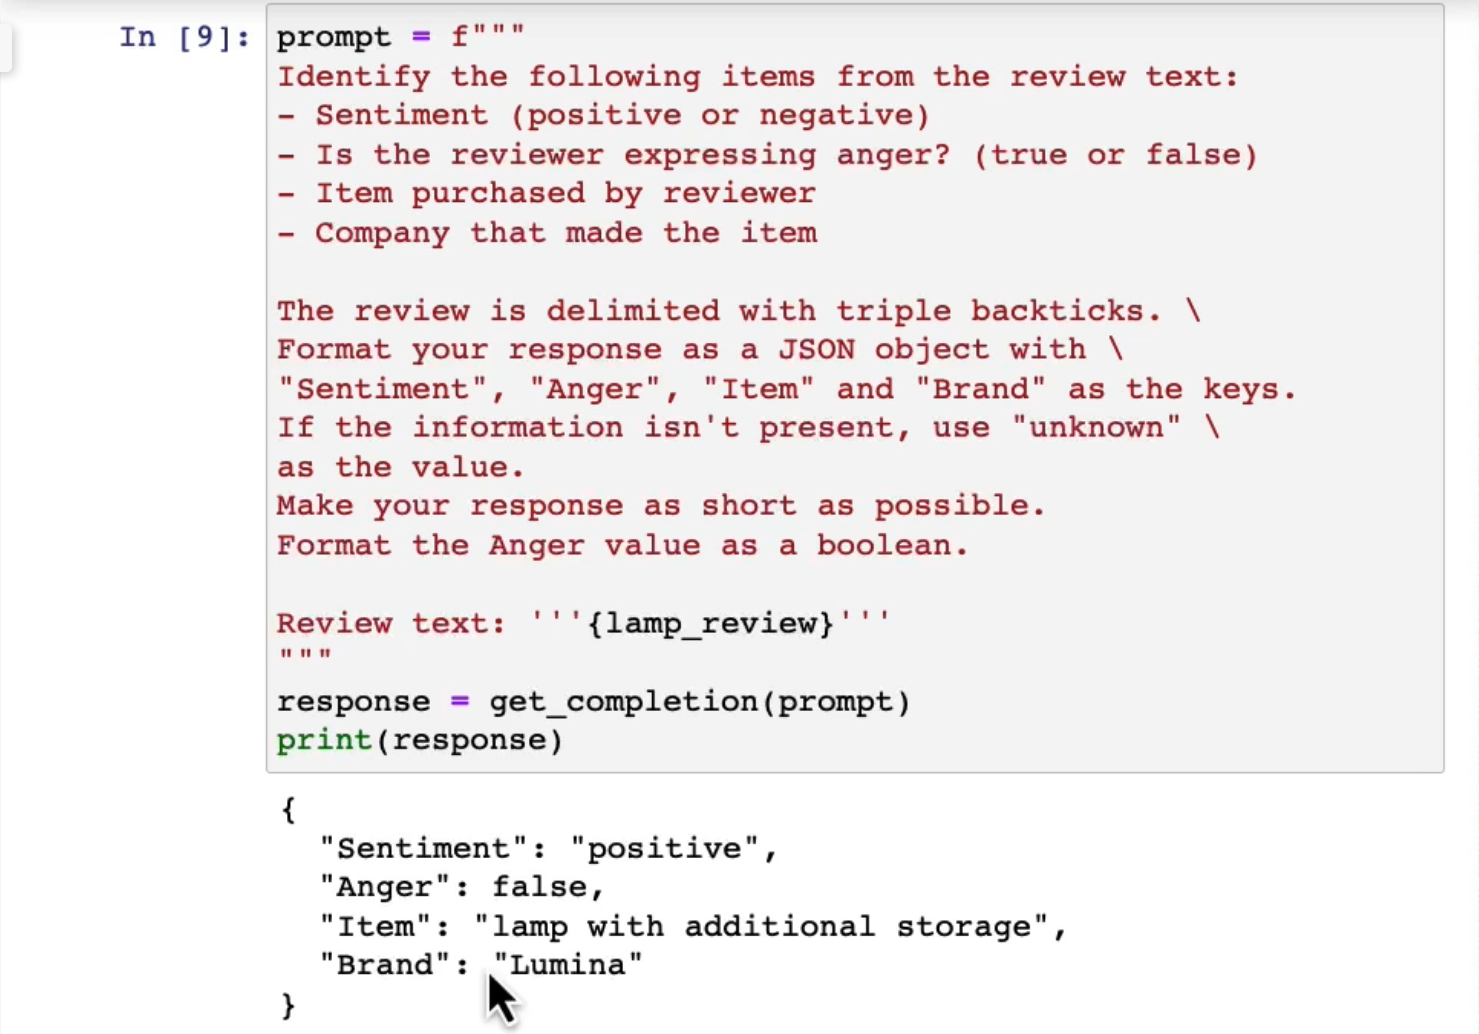 In [9]: prompt = f"""
Identify the following items from the review text:
- Sentiment (positive or negative)
- Is the reviewer expressing anger? (true or false)
- Item purchased by reviewer
- Company that made the item
The review is delimited with triple backticks. \
Format your response as a JSON object with \
"Sentiment", "Anger", "Item" and "Brand" as the keys.
If the information isn't present, use "unknown" \
as the value.
Make your response as short as possible.
Format the Anger value as a boolean.
Review text: '''{lamp_review}'''
"""
response = get_completion(prompt)
print(response)
{
"Sentiment": "positive",
"Anger": false,
"Item": "lamp with additional storage",
"Brand": "Lumina"
}